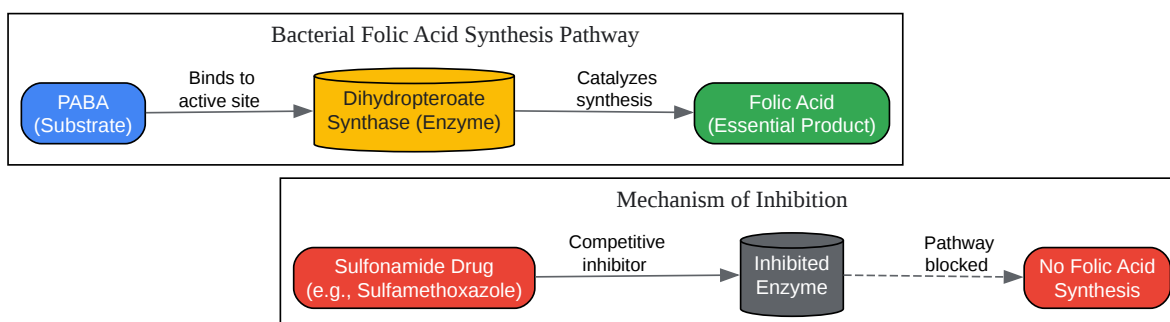 Bacterial Folic Acid Synthesis Pathway
PABA
(Substrate)
Binds to
active site
Dihydropteroate
Synthase (Enzyme)
Catalyzes
synthesis
Folic Acid
(Essential Product)
Mechanism of Inhibition
Sulfonamide Drug
(e.g., Sulfamethoxazole)
Competitive
inhibitor
Inhibited
Enzyme
Pathway
blocked
No Folic Acid
Synthesis